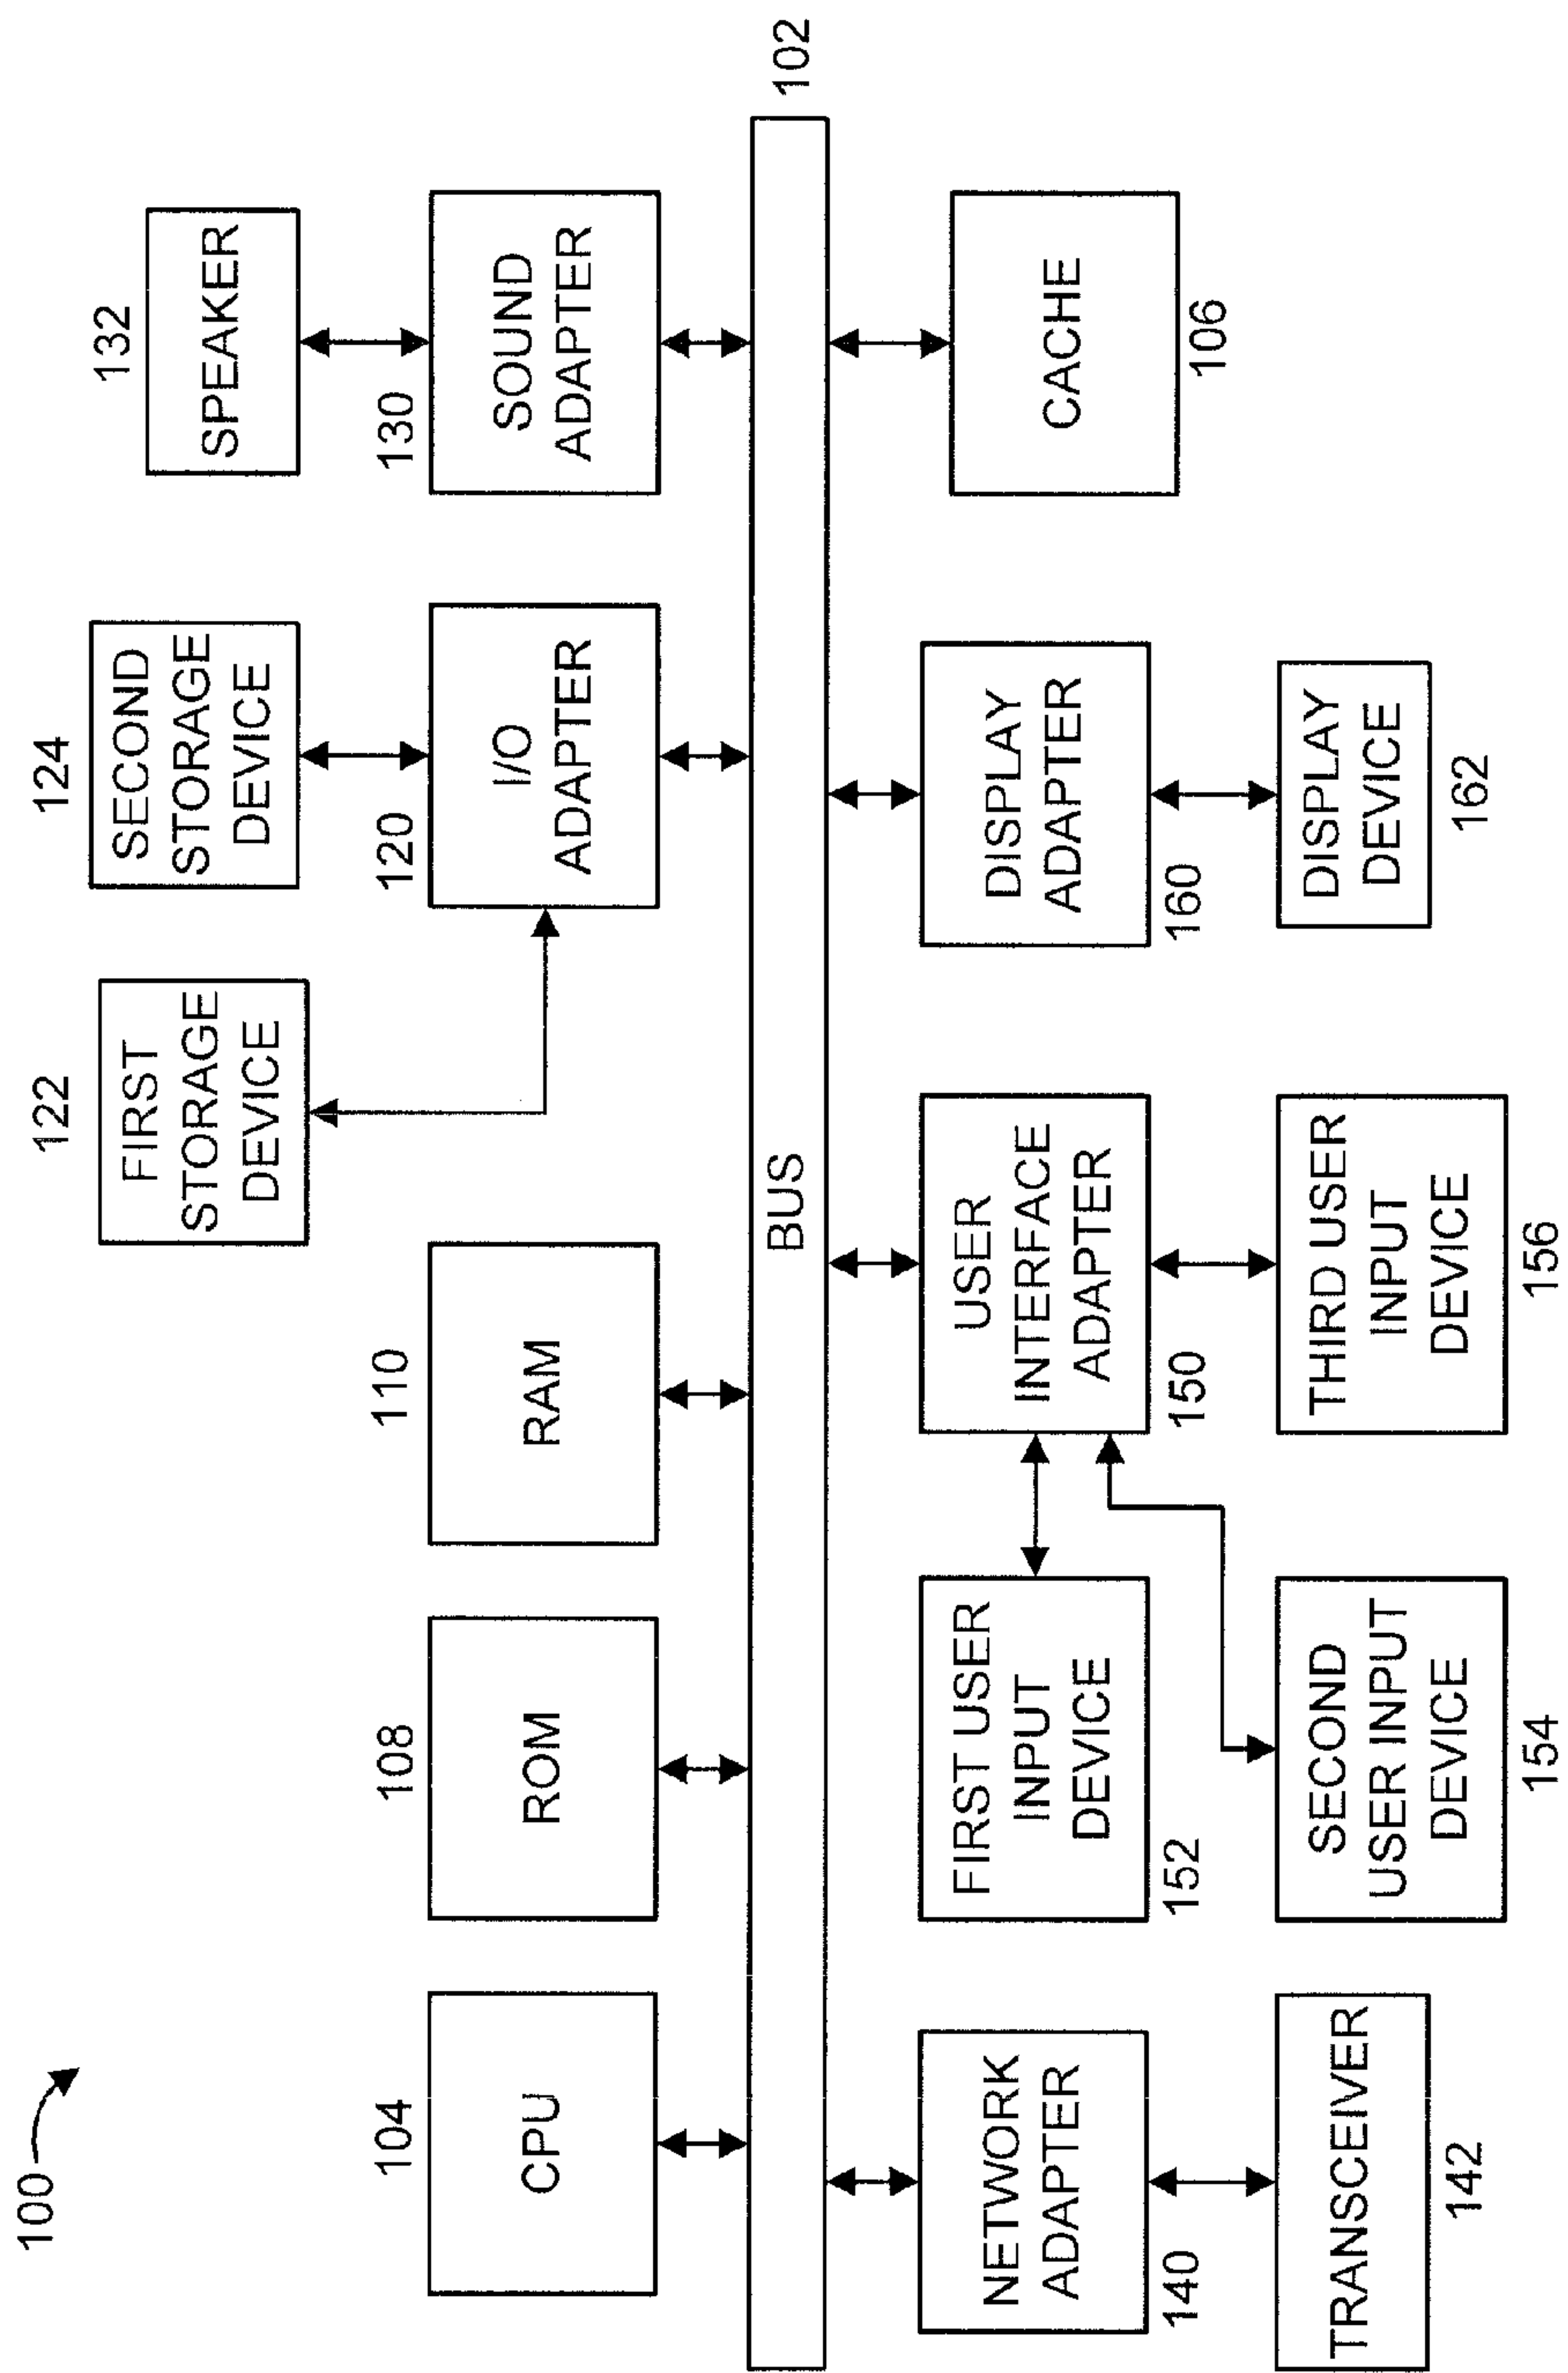 100
122
FIRST
STORAGE
DEVICE
124
SECOND
STORAGE
DEVICE
132
SPEAKER
104
CPU
108
ROM
110
RAM
120
I/O
ADAPTER
130
SOUND
ADAPTER
BUS
102
NETWORK
ADAPTER
140
FIRST USER
INPUT
DEVICE
152
USER
INTERFACE
ADAPTER
150
DISPLAY
ADAPTER
160
CACHE
106
TRANSCEIVER
142
SECOND
USER INPUT
DEVICE
154
THIRD USER
INPUT
DEVICE
156
DISPLAY
DEVICE
162